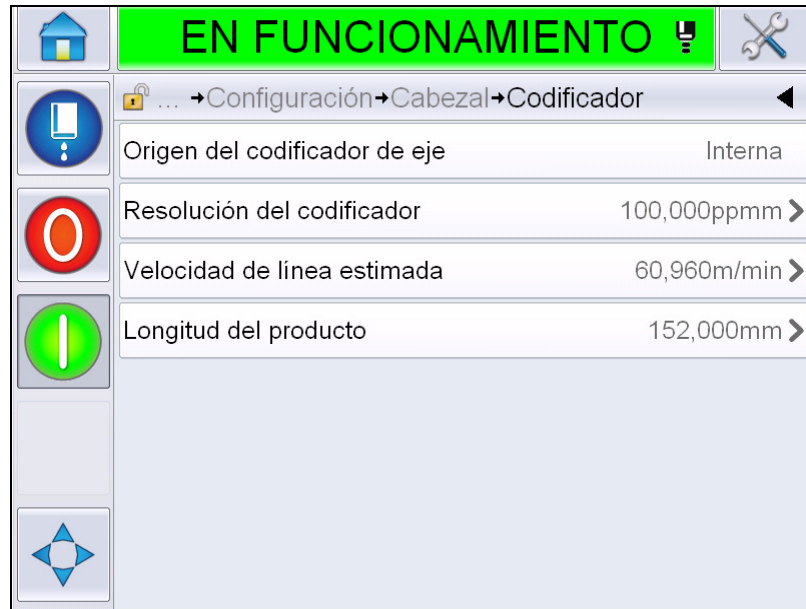 EN FUNCIONAMIENTO
... →Configuración→Cabezal→Codificador
Origen del codificador de eje Interna
Resolución del codificador 100,000ppmm
Velocidad de línea estimada 60,960m/min
Longitud del producto 152,000mm